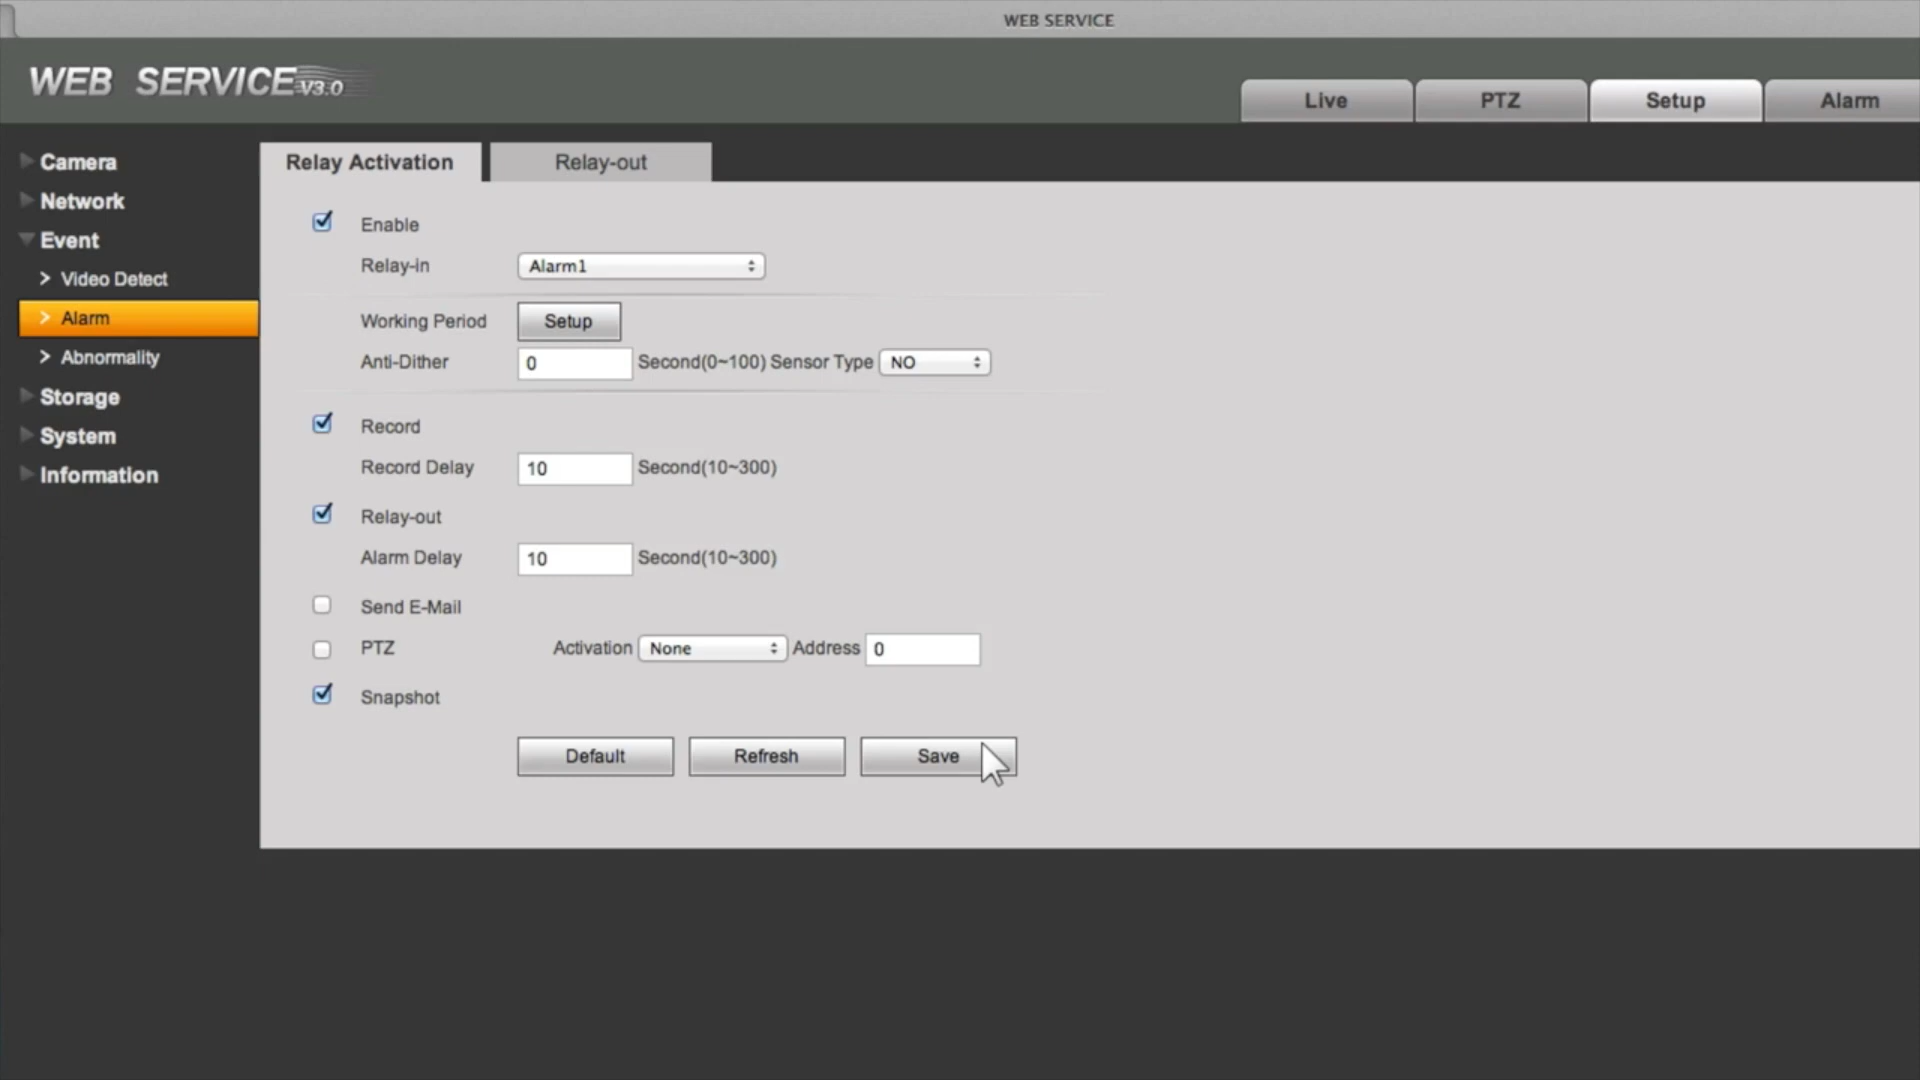 WEB SERVICE
WEB SERVICE V3.0
Live PTZ Setup Alarm
Camera
Network
Event
> Video Detect
> Alarm
> Abnormality
Storage
System
Information
Relay Activation Relay-out
Enable
Relay-in Alarm1
Working Period Setup
Anti-Dither 0 Second(0~100) Sensor Type NO
Record
Record Delay 10 Second(10~300)
Relay-out
Alarm Delay 10 Second(10~300)
Send E-Mail
PTZ Activation None Address 0
Snapshot
Default Refresh Save